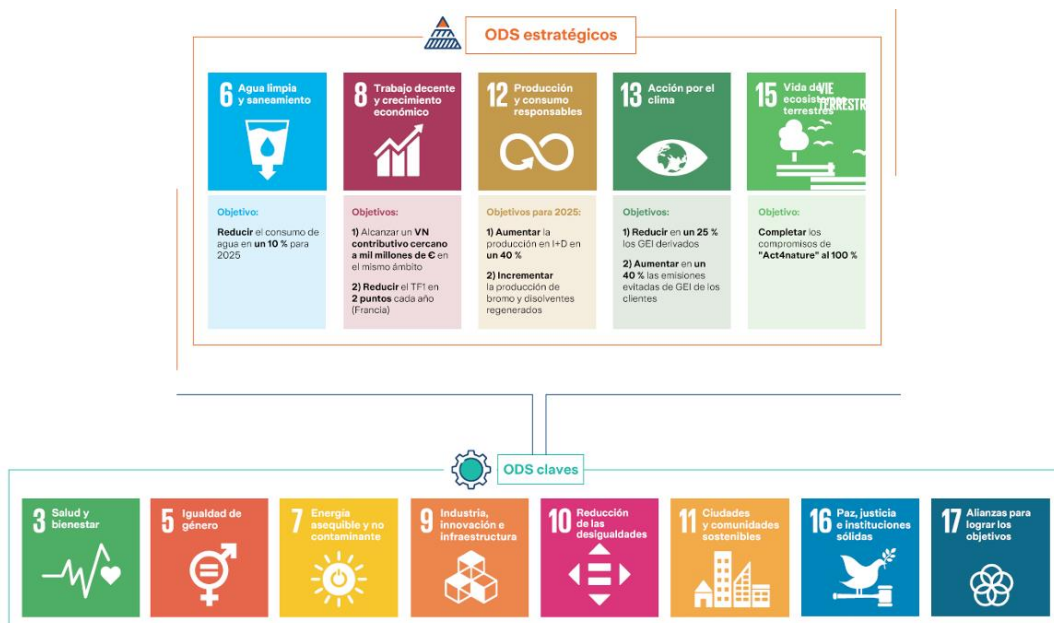 ODS estratégicos
6 Agua limpia
y saneamiento
8 Trabajo decente
y crecimiento
económico
12 Producción
y consumo
responsables
13 Acción por el
clima
15 Vida de
ecosistemas
terrestres
VIE
TERRESTR
Objetivo:
Reducir el consumo de
agua en un 10 % para
2025
Objetivos:
1) Alcanzar un VN
contributivo cercano
a mil millones de € en
el mismo ámbito
2) Reducir el TF1 en
2 puntos cada año
(Francia)
Objetivos para 2025:
1) Aumentar la
producción en I+D en
un 40 %
2) Incrementar
la producción de
bromo y disolventes
regenerados
Objetivos:
1) Reducir en un 25 %
los GEI derivados
2) Aumentar en un
40 % las emisiones
evitadas de GEI de los
clientes
Objetivo:
Completar los
compromisos de
"Act4nature" al 100 %
ODS claves
3 Salud y
bienestar
5 Igualdad de
género
7 Energía
asequible y no
contaminante
9 Industria,
innovación e
infraestructura
10 Reducción
de las
desigualdades
11 Ciudades
y comunidades
sostenibles
16 Paz, justicia
e instituciones
sólidas
17 Alianzas para
lograr los
objetivos